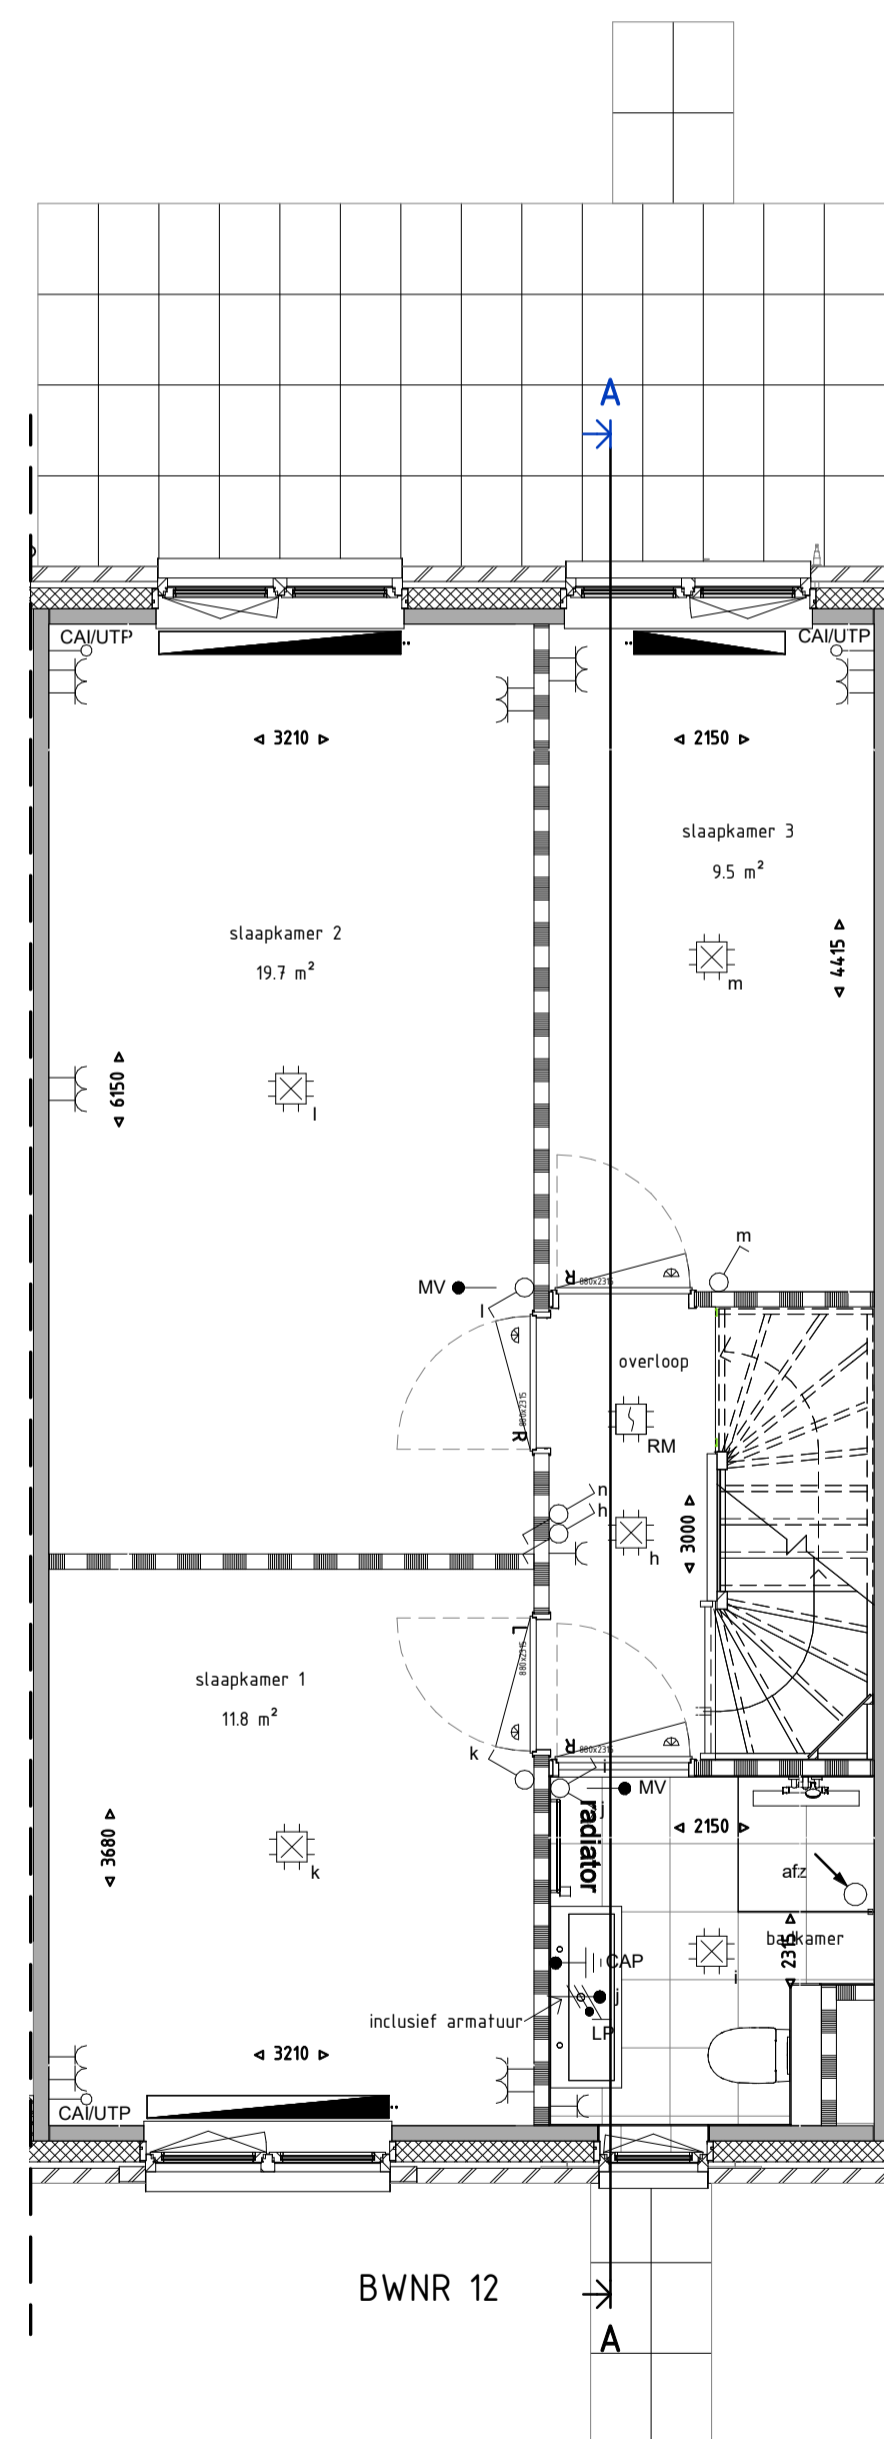 A
CAI/UTP
CAI/UTP
3210
2150
slaapkamer 3
9.5 m²
slaapkamer 2
19.7 m²
4415
m
6150
l
m
MV
R 880x2315
l
overloop
880x2315
R
RM
n
h
3000
h
L
880x2315
slaapkamer 1
11.8 m²
k
R 880x2315
i
MV
j
radiator
2150
3680
k
afz
badkamer
2315
CAP
i
j
inclusief armatuur
LP
3210
CAI/UTP
BWNR 12
A